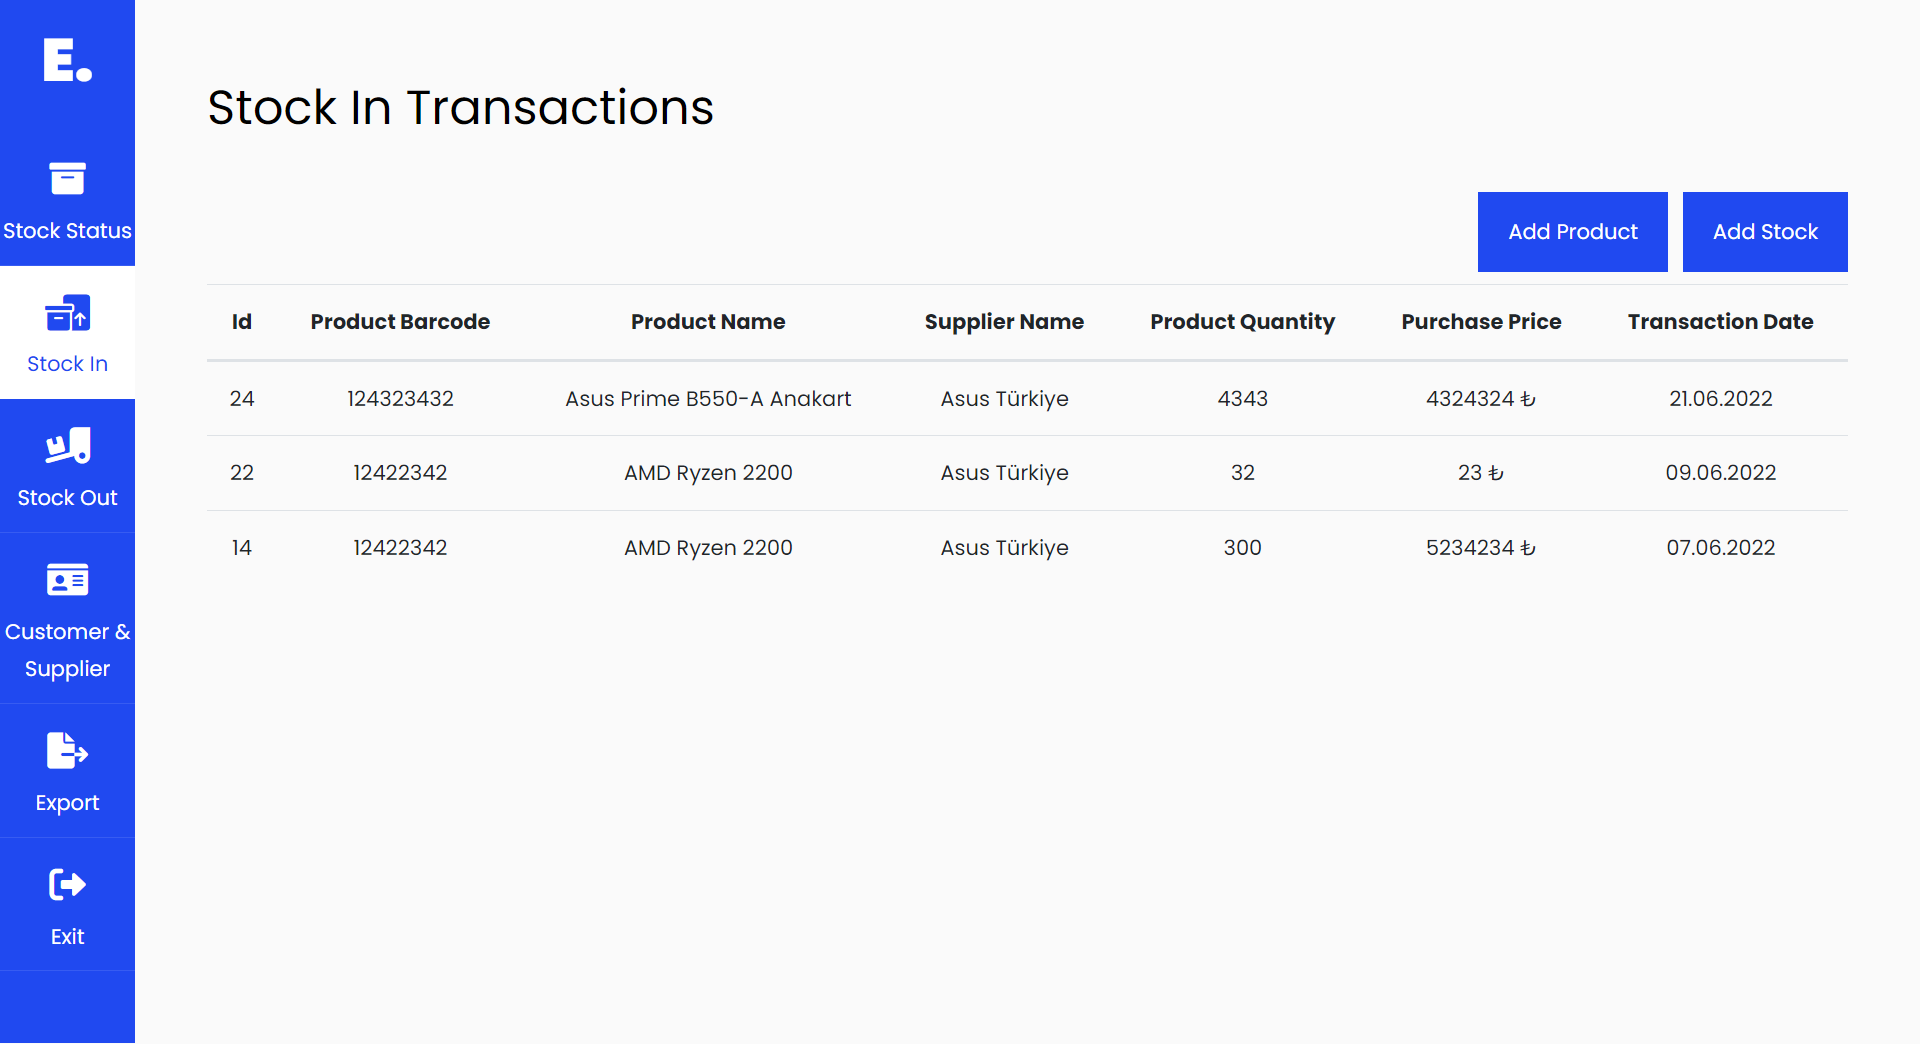 E.
Stock Status
Stock In
Stock Out
Customer &
Supplier
Export
Exit
Stock In Transactions
Add Product Add Stock
Id Product Barcode Product Name Supplier Name Product Quantity Purchase Price Transaction Date
24 124323432 Asus Prime B550-A Anakart Asus Türkiye 4343 4324324 ₺ 21.06.2022
22 12422342 AMD Ryzen 2200 Asus Türkiye 32 23 ₺ 09.06.2022
14 12422342 AMD Ryzen 2200 Asus Türkiye 300 5234234 ₺ 07.06.2022